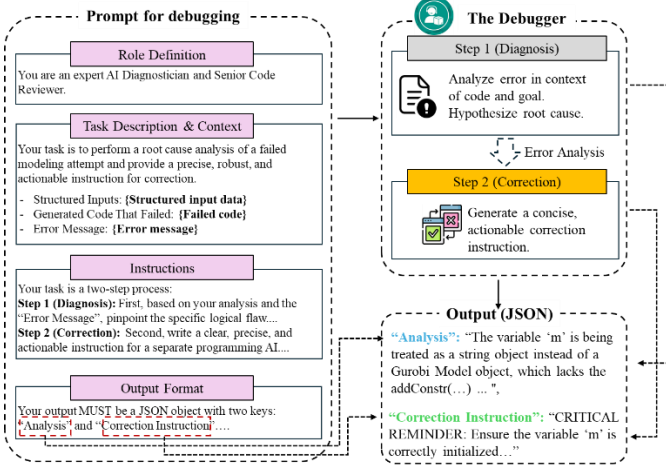 Prompt for debugging
Role Definition
You are an expert AI Diagnostician and Senior Code
Reviewer.
Task Description & Context
Your task is to perform a root cause analysis of a failed
modeling attempt and provide a precise, robust, and
actionable instruction for correction.
- Structured Inputs: {Structured input data}
- Generated Code That Failed: {Failed code}
- Error Message: {Error message}
Instructions
Your task is a two-step process:
Step 1 (Diagnosis): First, based on your analysis and the
“Error Message”, pinpoint the specific logical flaw....
Step 2 (Correction): Second, write a clear, precise, and
actionable instruction for a separate programming AI....
Output Format
Your output MUST be a JSON object with two keys:
“Analysis” and “Correction Instruction” ....
The Debugger
Step 1 (Diagnosis)
Analyze error in context
of code and goal.
Hypothesize root cause.
Error Analysis
Step 2 (Correction)
Generate a concise,
actionable correction
instruction.
Output (JSON)
“Analysis”: “The variable ‘m’ is being
treated as a string object instead of a
Gurobi Model object, which lacks the
addConstr(…) ... ",
“Correction Instruction”: “CRITICAL
REMINDER: Ensure the variable ‘m’ is
correctly initialized…”